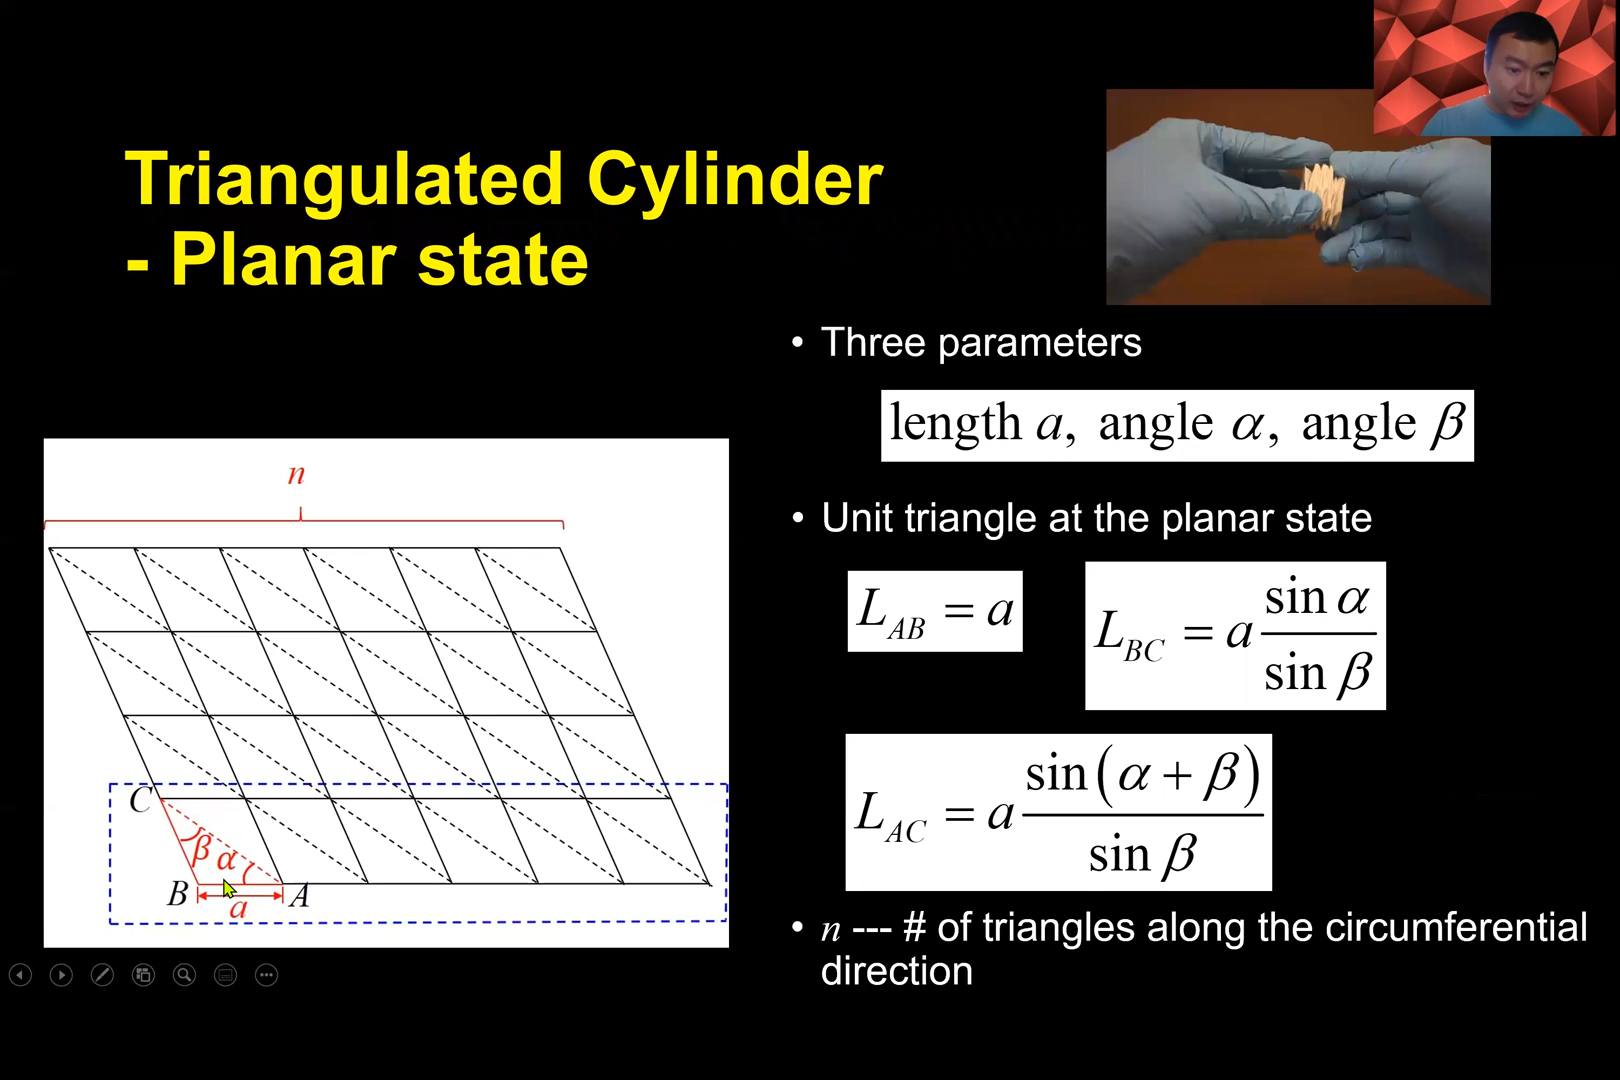 Triangulated Cylinder
- Planar state
• Three parameters
length a, angle α, angle β
• Unit triangle at the planar state
L_AB = a
L_BC = a sin α / sin β
L_AC = a sin(α + β) / sin β
• n --- # of triangles along the circumferential
direction
n
C
β α
B A
a